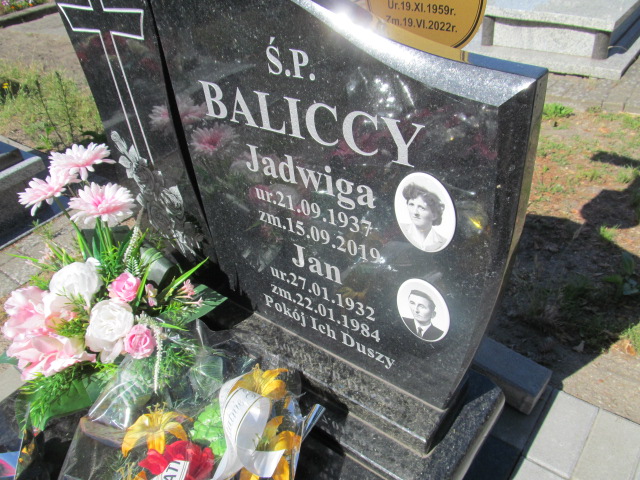 Ur.19.XI.1959r.
Zm.19.VI.2022r.
Ś.P.
BALICCY
Jadwiga
ur.21.09.1937
zm.15.09.2019
Jan
ur.27.01.1932
zm.22.01.1984
Pokój Ich Duszy